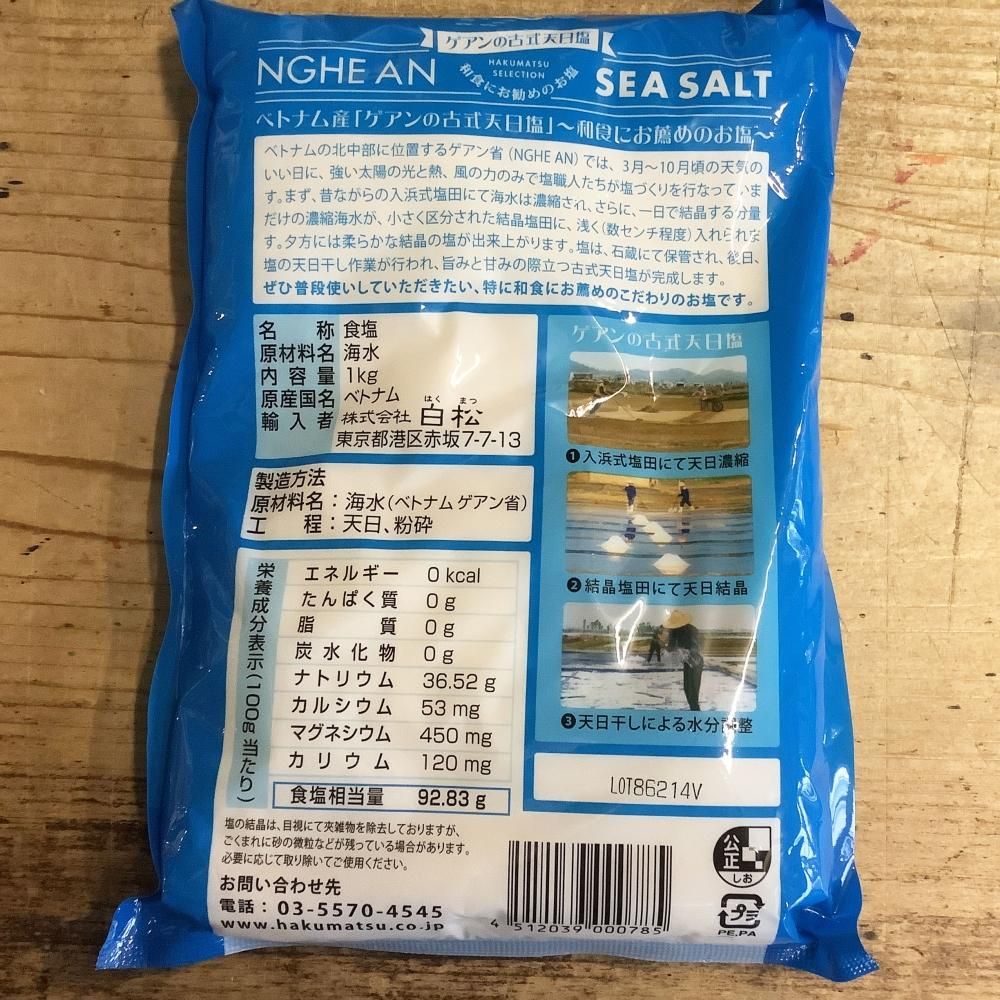 ゲアンの古式天日塩
NGHE AN
HAKUMATSU
SELECTION
和食にお勧めのお塩
SEA SALT
ベトナム産「ゲアンの古式天日塩」～和食にお薦めのお塩～
ベトナムの北中部に位置するゲアン省(NGHE AN)では、3月～10月頃の天気の
いい日に、強い太陽の光と熱、風の力のみで塩職人たちが塩づくりを行なっていま
す。まず、昔ながらの入浜式塩田にて海水は濃縮され、さらに、一日で結晶する分量
だけの濃縮海水が、小さく区分された結晶塩田に、浅く(数センチ程度)入れられま
す。夕方には柔らかな結晶の塩が出来上がります。塩は、石蔵にて保管され、後日、
塩の天日干し作業が行われ、旨みと甘みの際立つ古式天日塩が完成します。
ぜひ普段使いしていただきたい、特に和食にお薦めのこだわりのお塩です。
名称 食塩
原材料名 海水
内容量 1kg
原産国名 ベトナム
はく まつ
輸入者 株式会社 白松
東京都港区赤坂7-7-13
製造方法
原材料名：海水(ベトナム ゲアン省)
工程：天日、粉砕
栄養成分表示(100g当たり)
エネルギー 0 kcal
たんぱく質 0 g
脂質 0 g
炭水化物 0 g
ナトリウム 36.52 g
カルシウム 53 mg
マグネシウム 450 mg
カリウム 120 mg
食塩相当量 92.83 g
ゲアンの古式天日塩
❶入浜式塩田にて天日濃縮
❷結晶塩田にて天日結晶
❸天日干しによる水分調整
LOT86214V
塩の結晶は、目視にて夾雑物を除去しておりますが、
ごくまれに砂の微粒などが残っている場合があります。
必要に応じて取り除いてご使用ください。
お問い合わせ先
電話：03-5570-4545
www.hakumatsu.co.jp
4 512039 000785
公正
しお
プラ
PE,PA